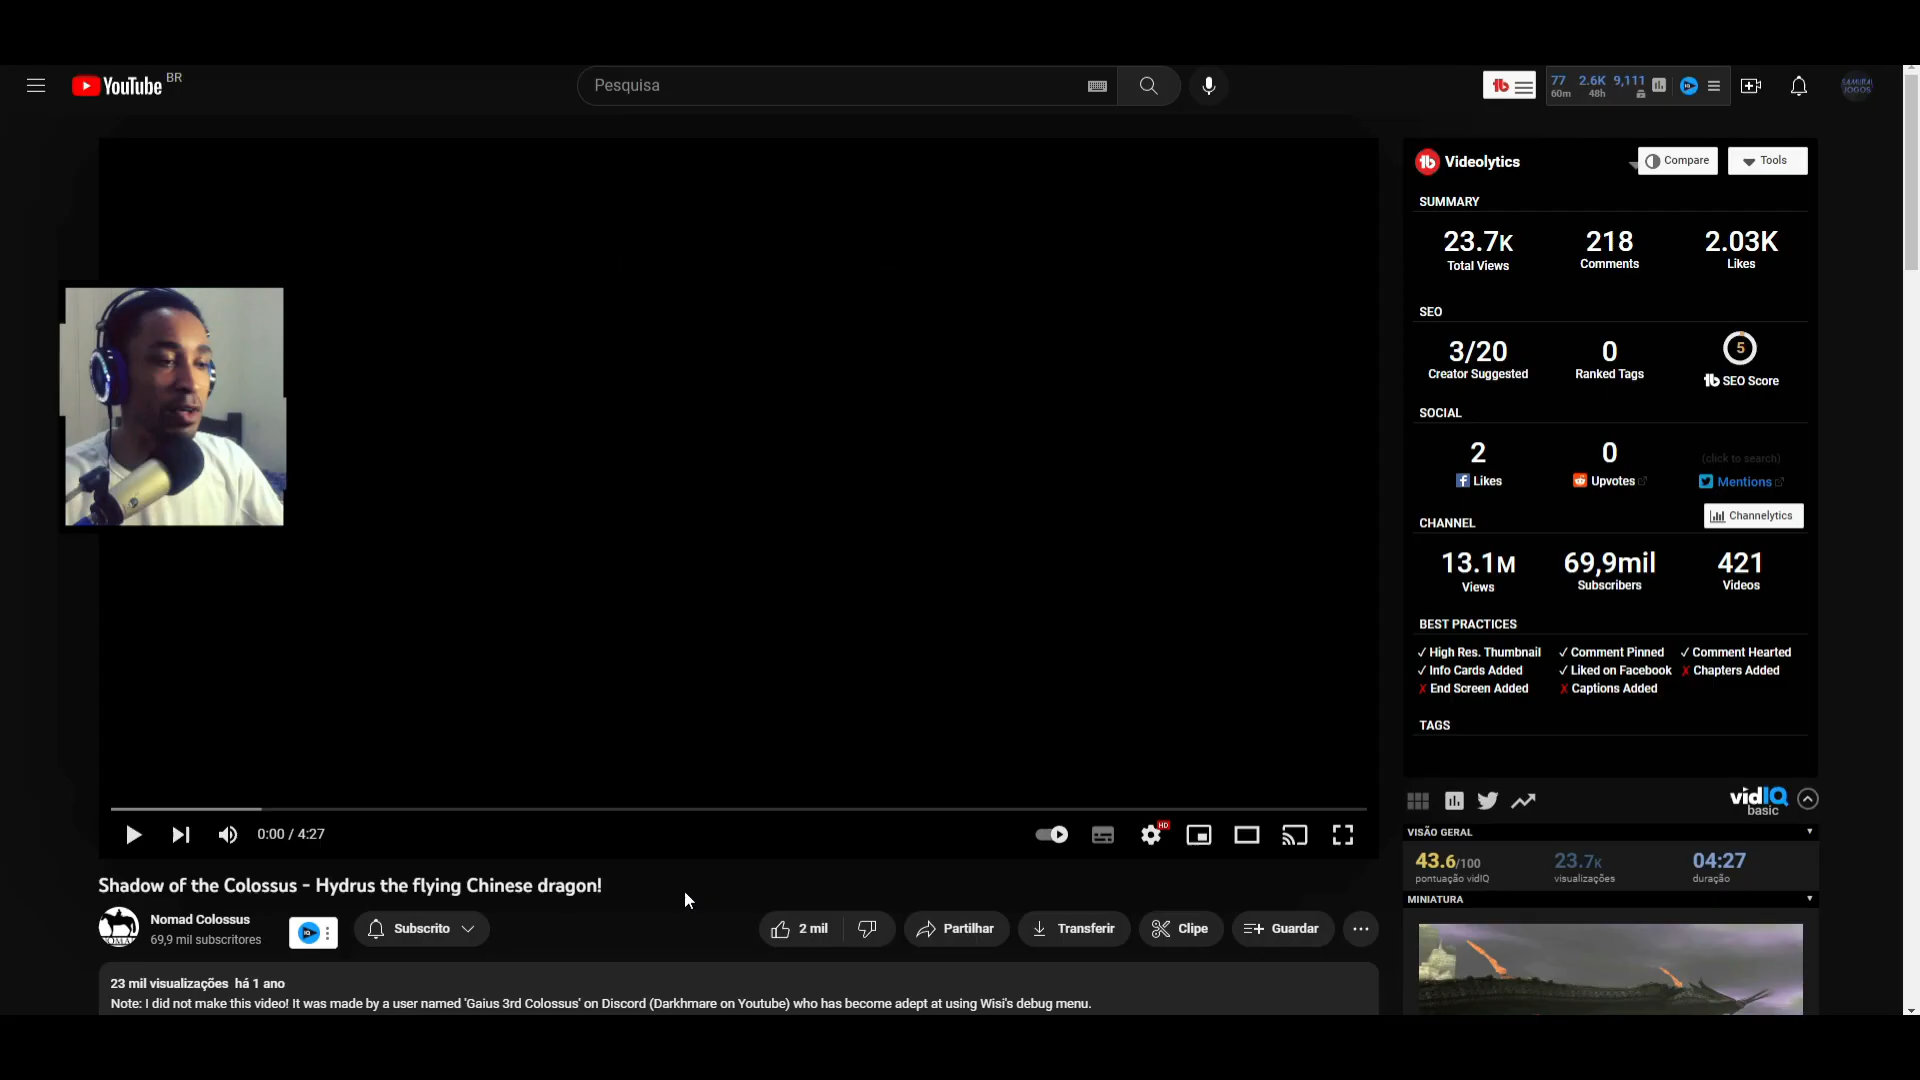 YouTube BR
Pesquisa
77 2.6K 9,111
60m 48h
SAMURAI
JOGOS
Videolytics
Compare
Tools
SUMMARY
23.7K 218 2.03K
Total Views Comments Likes
SEO
3/20 0 5
Creator Suggested Ranked Tags SEO Score
SOCIAL
2 0 (click to search)
Likes Upvotes Mentions
Channelytics
CHANNEL
13.1M 69,9mil 421
Views Subscribers Videos
BEST PRACTICES
✓ High Res. Thumbnail ✓ Comment Pinned ✓ Comment Hearted
✓ Info Cards Added ✓ Liked on Facebook ✗ Chapters Added
✗ End Screen Added ✗ Captions Added
TAGS
vidIQ
basic
VISÃO GERAL
43.6/100 23.7K 04:27
pontuação vidIQ visualizações duração
MINIATURA
0:00 / 4:27
HD
Shadow of the Colossus - Hydrus the flying Chinese dragon!
Nomad Colossus
69,9 mil subscritores
Subscrito
2 mil
Partilhar
Transferir
Clipe
Guardar
23 mil visualizações há 1 ano
Note: I did not make this video! It was made by a user named 'Gaius 3rd Colossus' on Discord (Darkhmare on Youtube) who has become adept at using Wisi's debug menu.